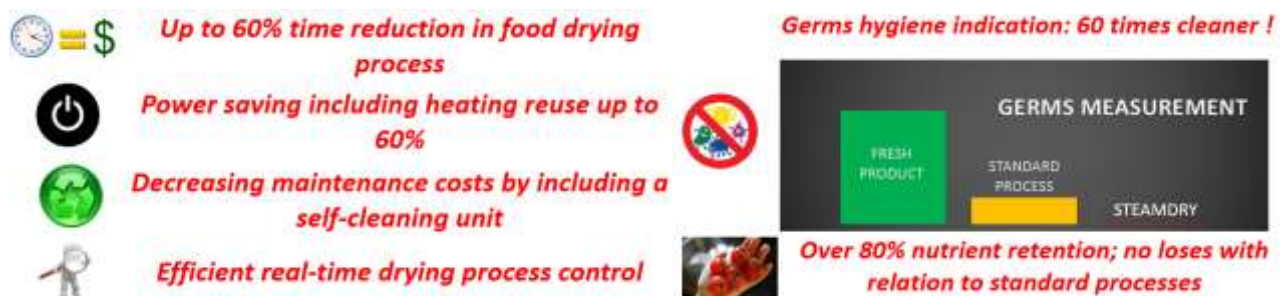 Up to 60% time reduction in food drying
process
Power saving including heating reuse up to
60%
Decreasing maintenance costs by including a
self-cleaning unit
Efficient real-time drying process control
Germs hygiene indication: 60 times cleaner !
GERMS MEASUREMENT
FRESH
PRODUCT
STANDARD
PROCESS
STEAMDRY
Over 80% nutrient retention; no loses with
relation to standard processes